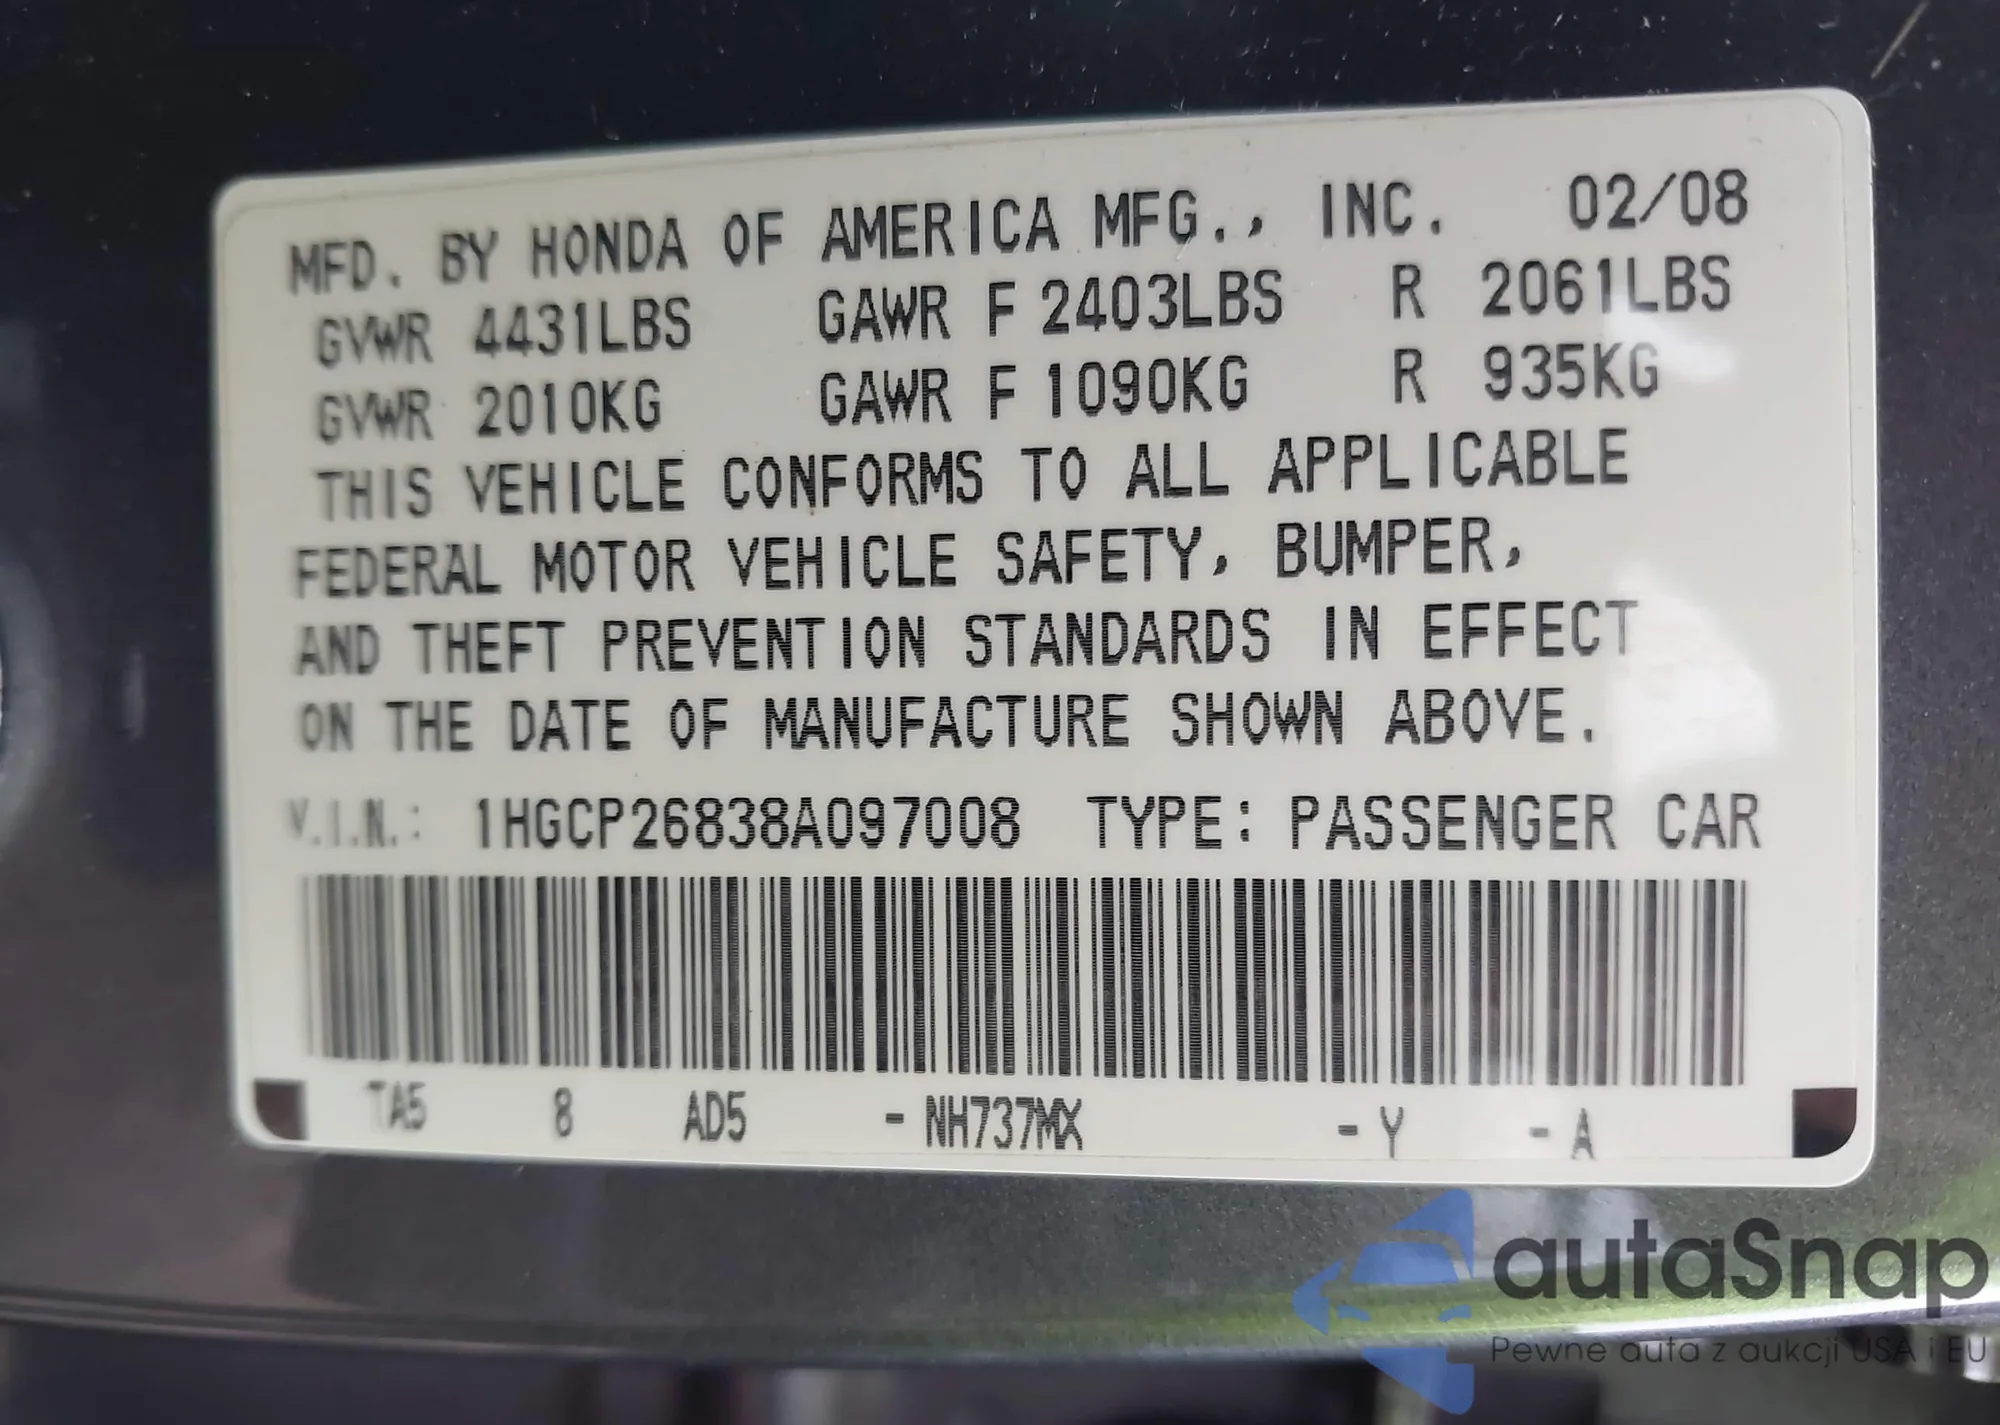 MFD. BY HONDA OF AMERICA MFG., INC. 02/08
GVWR 4431LBS GAWR F 2403LBS R 2061LBS
GVWR 2010KG GAWR F 1090KG R 935KG
THIS VEHICLE CONFORMS TO ALL APPLICABLE
FEDERAL MOTOR VEHICLE SAFETY, BUMPER,
AND THEFT PREVENTION STANDARDS IN EFFECT
ON THE DATE OF MANUFACTURE SHOWN ABOVE.
V.I.N.: 1HGCP26838A097008 TYPE: PASSENGER CAR
TA5 8 AD5 - NH737MX - Y - A
autaSnap
Pewne auta z aukcji USA i EU